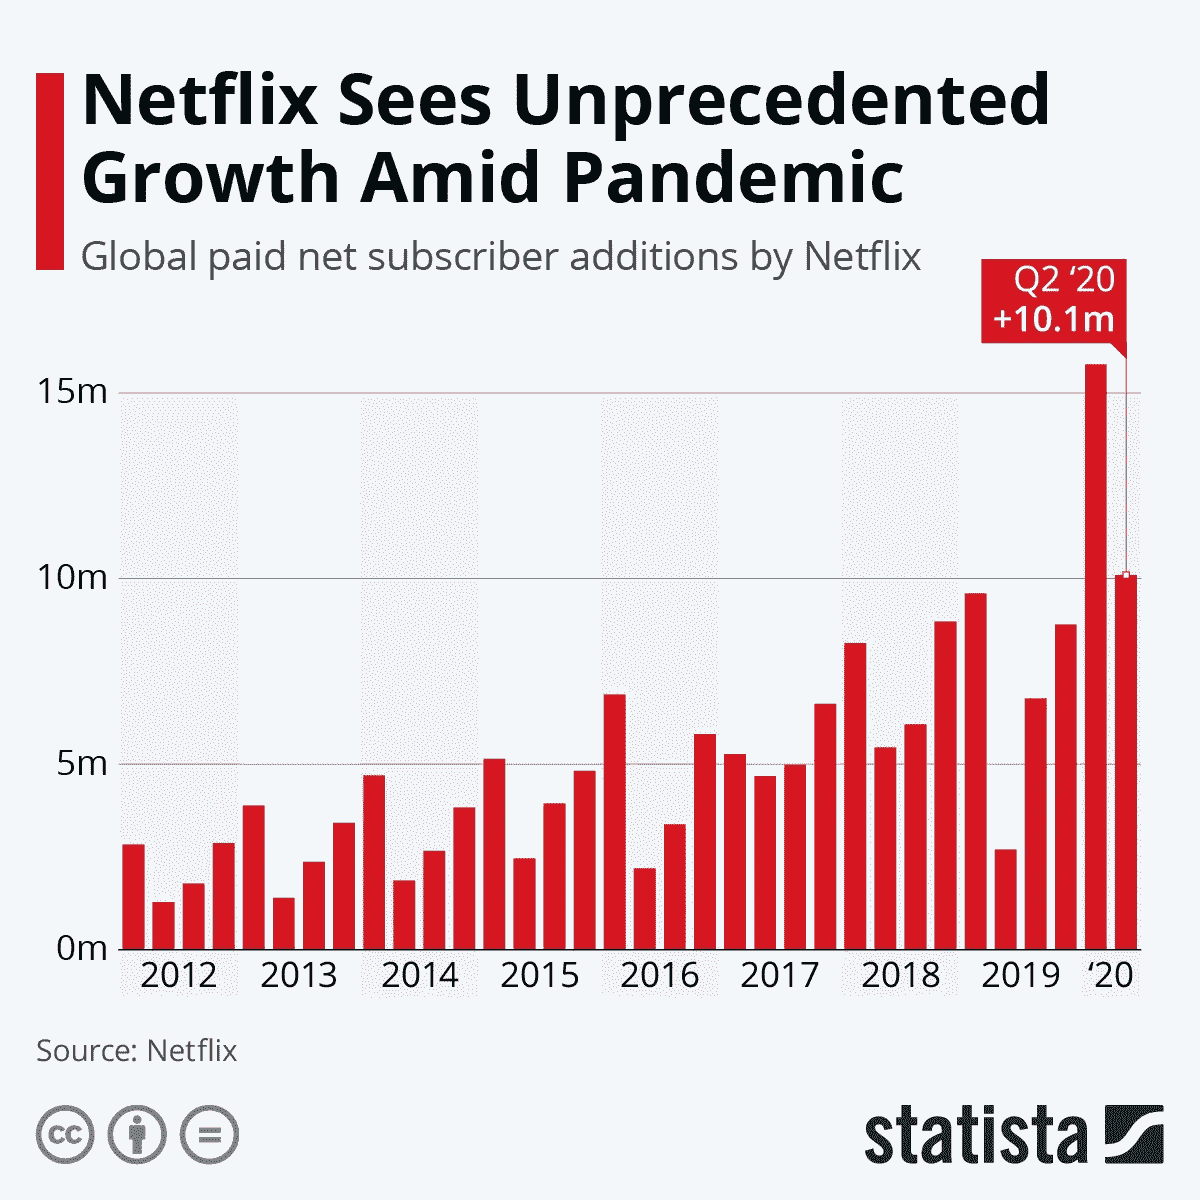 Netflix Sees Unprecedented
Growth Amid Pandemic
Global paid net subscriber additions by Netflix
Q2 ‘20
+10.1m
15m
10m
5m
0m
2012 2013 2014 2015 2016 2017 2018 2019 ‘20
Source: Netflix
cc
statista